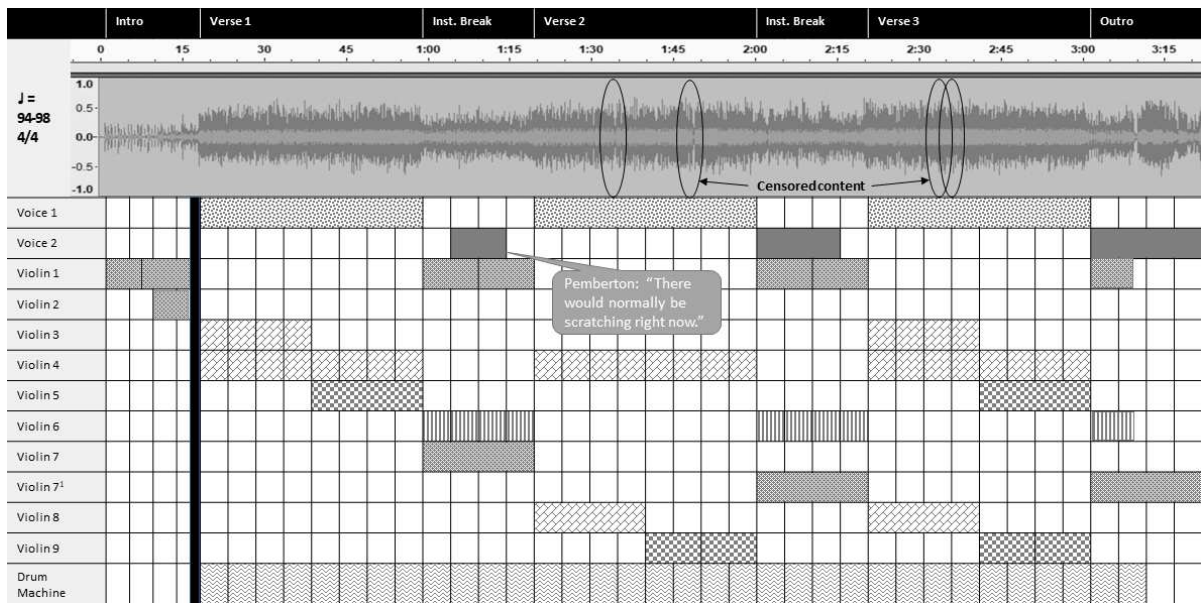 Intro Verse 1 Inst. Break Verse 2 Inst. Break Verse 3 Outro
0 15 30 45 1:00 1:15 1:30 1:45 2:00 2:15 2:30 2:45 3:00 3:15
♩ =
94-98
4/4
1.0
0.5
0.0
-0.5
-1.0
Censored content
Voice 1
Voice 2
Violin 1
Pemberton: "There
would normally be
scratching right now."
Violin 2
Violin 3
Violin 4
Violin 5
Violin 6
Violin 7
Violin 7¹
Violin 8
Violin 9
Drum
Machine